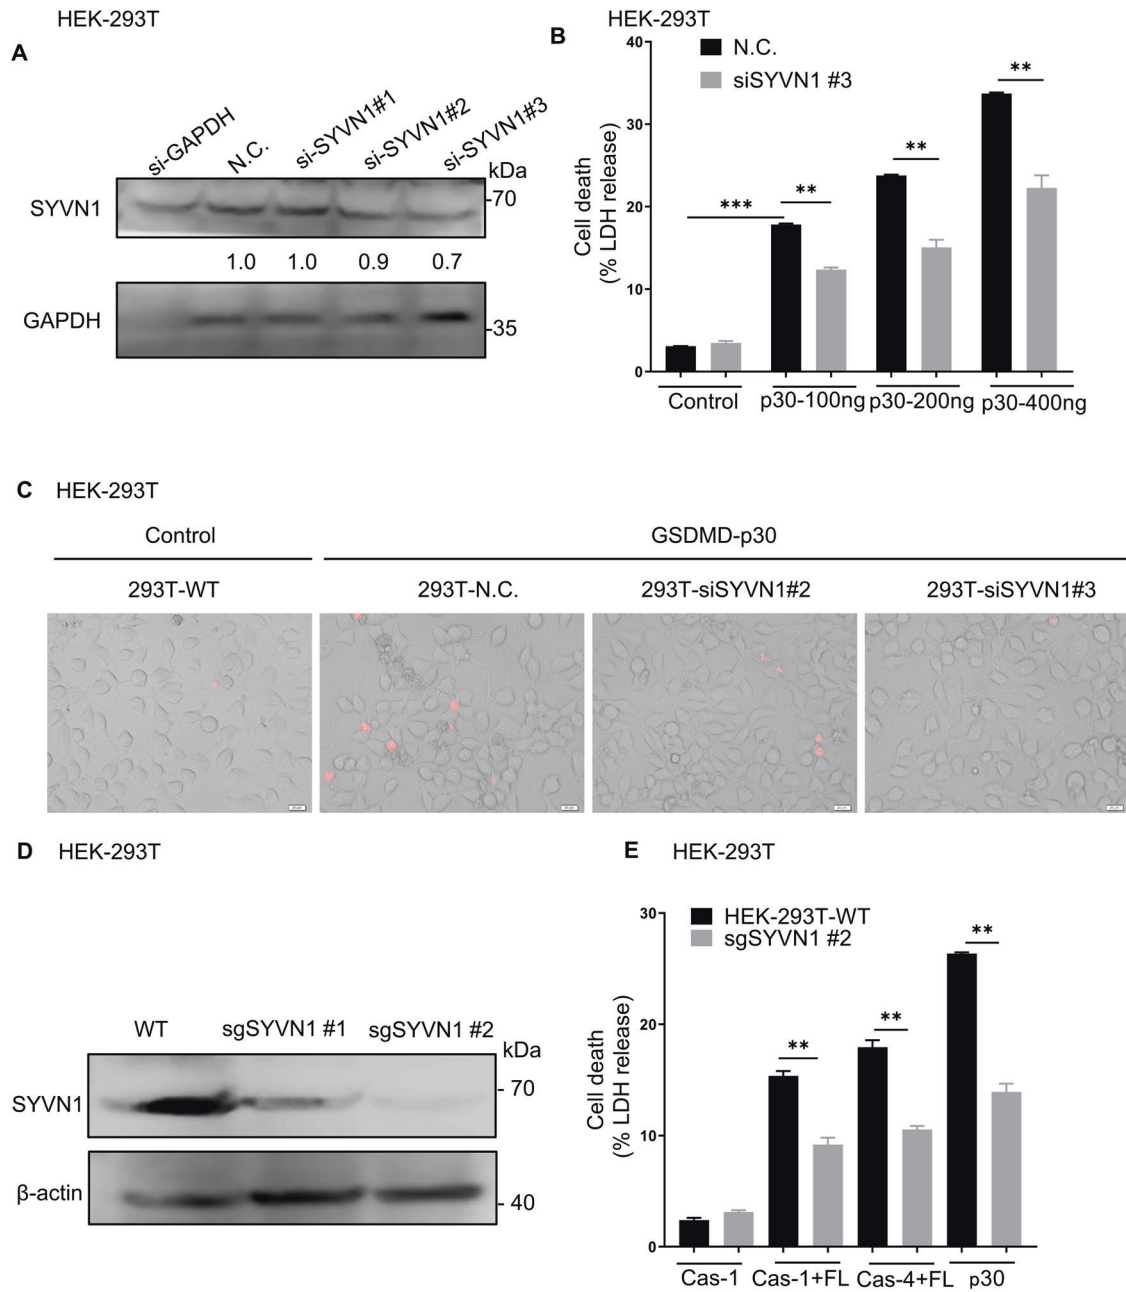 HEK-293T
A
si-GAPDH
N.C.
si-SYVN1#1
si-SYVN1#2
si-SYVN1#3
kDa
SYVN1
-70
1.0 1.0 0.9 0.7
GAPDH
-35
B
HEK-293T
N.C.
siSYVN1 #3
Cell death
(% LDH release)
40
30
20
10
0
***
**
**
**
Control p30-100ng p30-200ng p30-400ng
C HEK-293T
Control GSDMD-p30
293T-WT 293T-N.C. 293T-siSYVN1#2 293T-siSYVN1#3
D HEK-293T
WT sgSYVN1 #1 sgSYVN1 #2
kDa
SYVN1
- 70
β-actin
- 40
E HEK-293T
HEK-293T-WT
sgSYVN1 #2
Cell death
(% LDH release)
30
20
10
0
**
**
**
Cas-1 Cas-1+FL Cas-4+FL p30